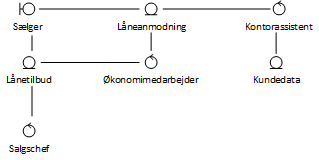 Sælger
Låneanmodning
Kontorassistent
Lånetilbud
Økonomimedarbejder
Kundedata
Salgschef